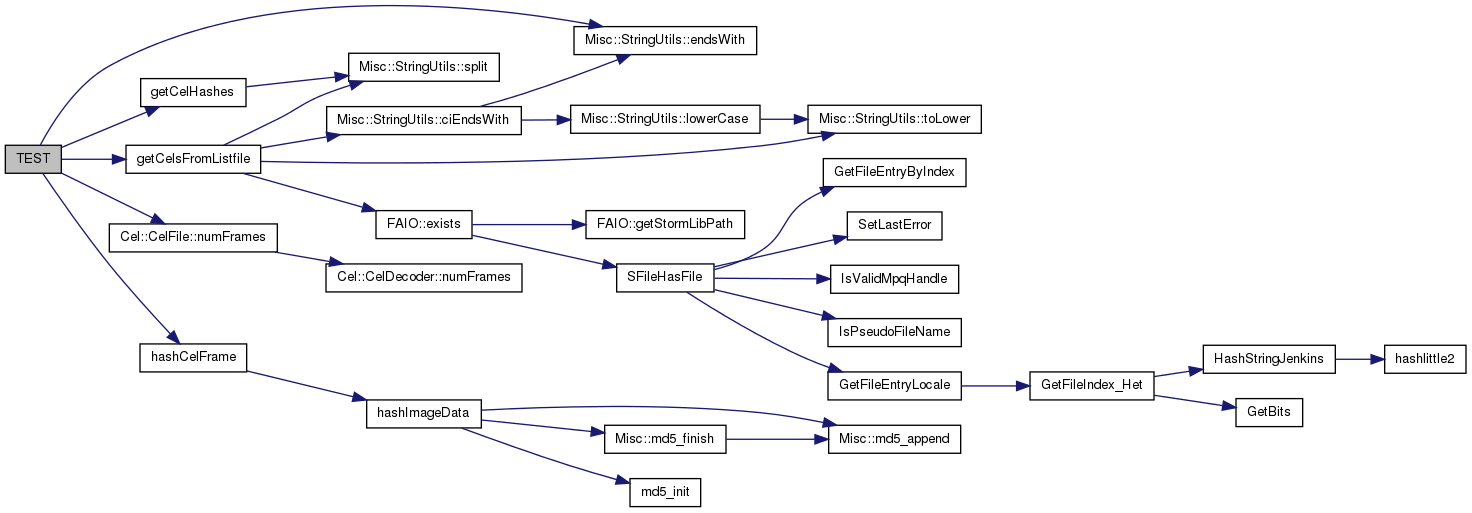 TEST
getCelHashes
getCelsFromListfile
Cel::CelFile::numFrames
hashCelFrame
Misc::StringUtils::split
Misc::StringUtils::ciEndsWith
FAIO::exists
Cel::CelDecoder::numFrames
hashImageData
Misc::StringUtils::endsWith
Misc::StringUtils::lowerCase
FAIO::getStormLibPath
SFileHasFile
Misc::md5_finish
md5_init
Misc::StringUtils::toLower
GetFileEntryByIndex
SetLastError
IsValidMpqHandle
IsPseudoFileName
GetFileEntryLocale
Misc::md5_append
GetFileIndex_Het
HashStringJenkins
GetBits
hashlittle2